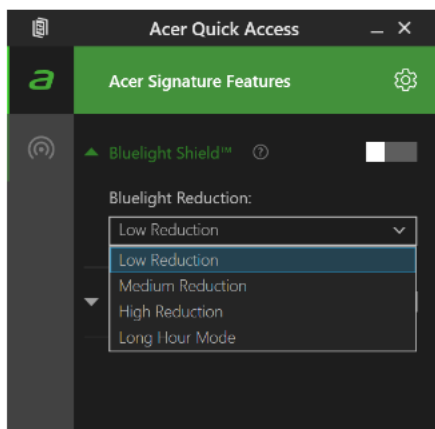 Acer Quick Access
Acer Signature Features
Bluelight Shield™ ?
Bluelight Reduction:
Low Reduction
Low Reduction
Medium Reduction
High Reduction
Long Hour Mode